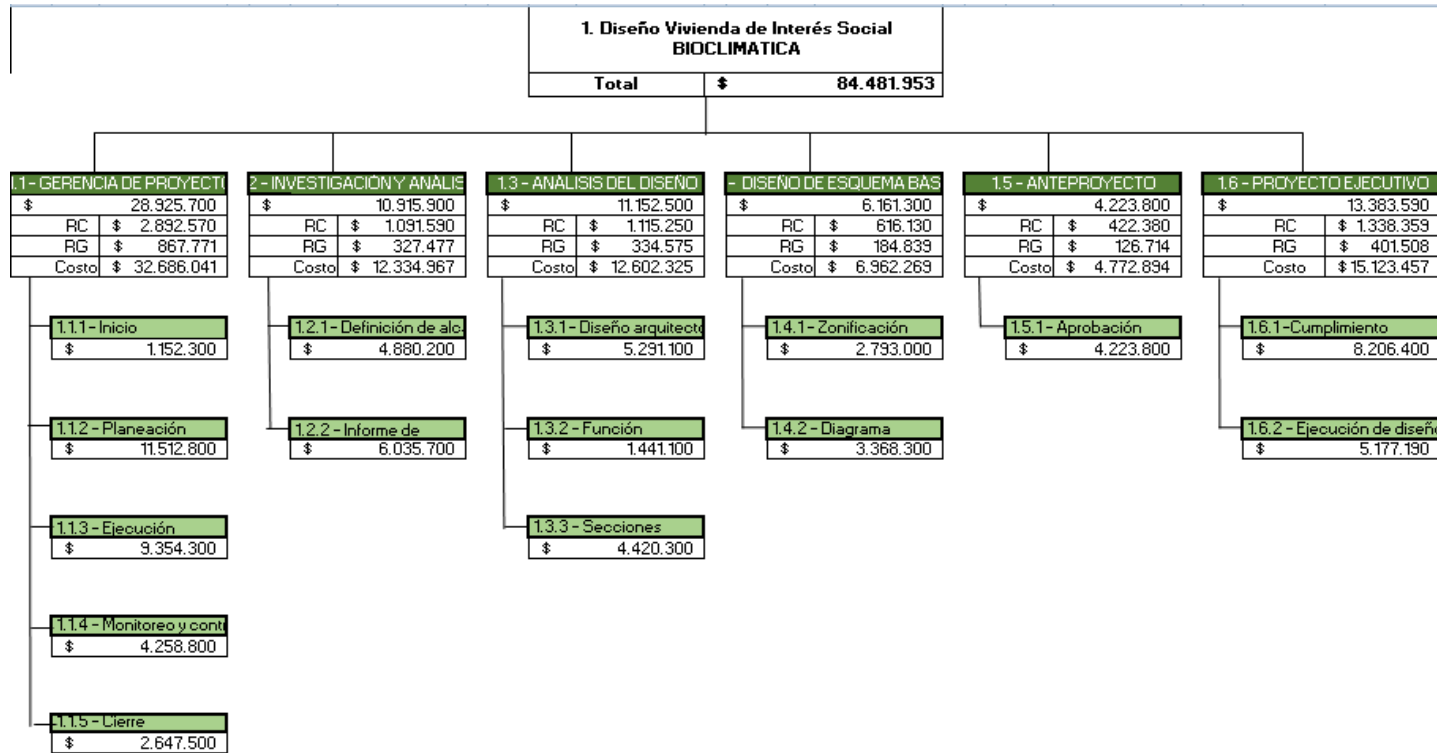 1. Diseño Vivienda de Interés Social
BIOCLIMATICA
Total $ 84.481.953
1.1- GERENCIA DE PROYECT
$ 28.925.700
RC $ 2.892.570
RG $ 867.771
Costo $ 32.686.041
1.1.1 - Inicio
$ 1.152.300
1.1.2 - Planeación
$ 11.512.800
1.1.3 - Ejecución
$ 9.354.300
1.1.4 - Monitoreo y cont
$ 4.258.800
1.1.5 - Cierre
$ 2.647.500
2 - INVESTIGACIÓN Y ANÁLIS
$ 10.915.900
RC $ 1.091.590
RG $ 327.477
Costo $ 12.334.967
1.2.1 - Definición de alc.
$ 4.880.200
1.2.2 - Informe de
$ 6.035.700
1.3 - ANÁLISIS DEL DISEÑO
$ 11.152.500
RC $ 1.115.250
RG $ 334.575
Costo $ 12.602.325
1.3.1 - Diseño arquitecto
$ 5.291.100
1.3.2 - Función
$ 1.441.100
1.3.3 - Secciones
$ 4.420.300
- DISEÑO DE ESQUEMA BÁS
$ 6.161.300
RC $ 616.130
RG $ 184.839
Costo $ 6.962.269
1.4.1 - Zonificación
$ 2.793.000
1.4.2 - Diagrama
$ 3.368.300
1.5 - ANTEPROYECTO
$ 4.223.800
RC $ 422.380
RG $ 126.714
Costo $ 4.772.894
1.5.1 - Aprobación
$ 4.223.800
1.6 - PROYECTO EJECUTIVO
$ 13.383.590
RC $ 1.338.359
RG $ 401.508
Costo $ 15.123.457
1.6.1-Cumplimiento
$ 8.206.400
1.6.2 - Ejecución de diseño
$ 5.177.190